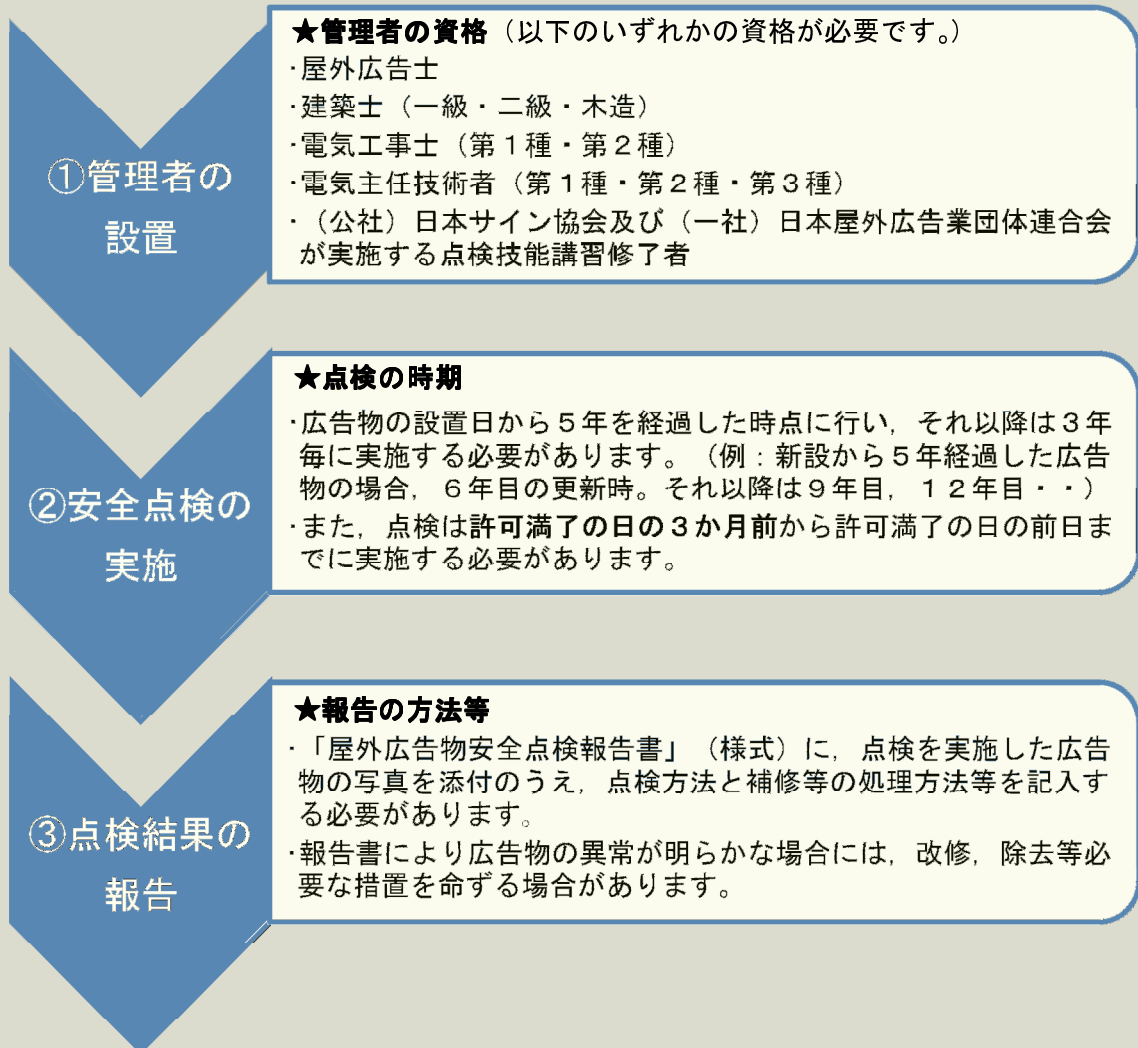 ①管理者の
設置
★管理者の資格（以下のいずれかの資格が必要です。）
・屋外広告士
・建築士（一級・二級・木造）
・電気工事士（第１種・第２種）
・電気主任技術者（第１種・第２種・第３種）
・（公社）日本サイン協会及び（一社）日本屋外広告業団体連合会
が実施する点検技能講習修了者
②安全点検の
実施
★点検の時期
・広告物の設置日から５年を経過した時点に行い，それ以降は３年
毎に実施する必要があります。（例：新設から５年経過した広告
物の場合，６年目の更新時。それ以降は９年目，１２年目・・）
・また，点検は許可満了の日の３か月前から許可満了の日の前日ま
でに実施する必要があります。
③点検結果の
報告
★報告の方法等
・「屋外広告物安全点検報告書」（様式）に，点検を実施した広告
物の写真を添付のうえ，点検方法と補修等の処理方法等を記入す
る必要があります。
・報告書により広告物の異常が明らかな場合には，改修，除去等必
要な措置を命ずる場合があります。